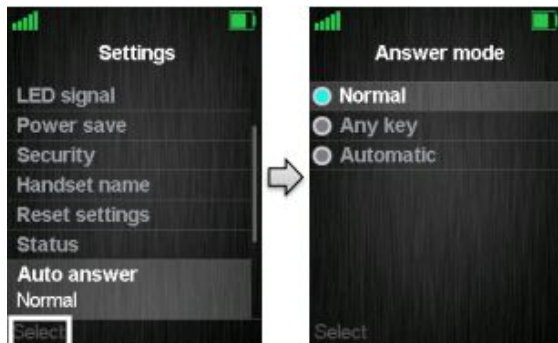 Settings
LED signal
Power save
Security
Handset name
Reset settings
Status
Auto answer
Normal
Select
Answer mode
Normal
Any key
Automatic
Select